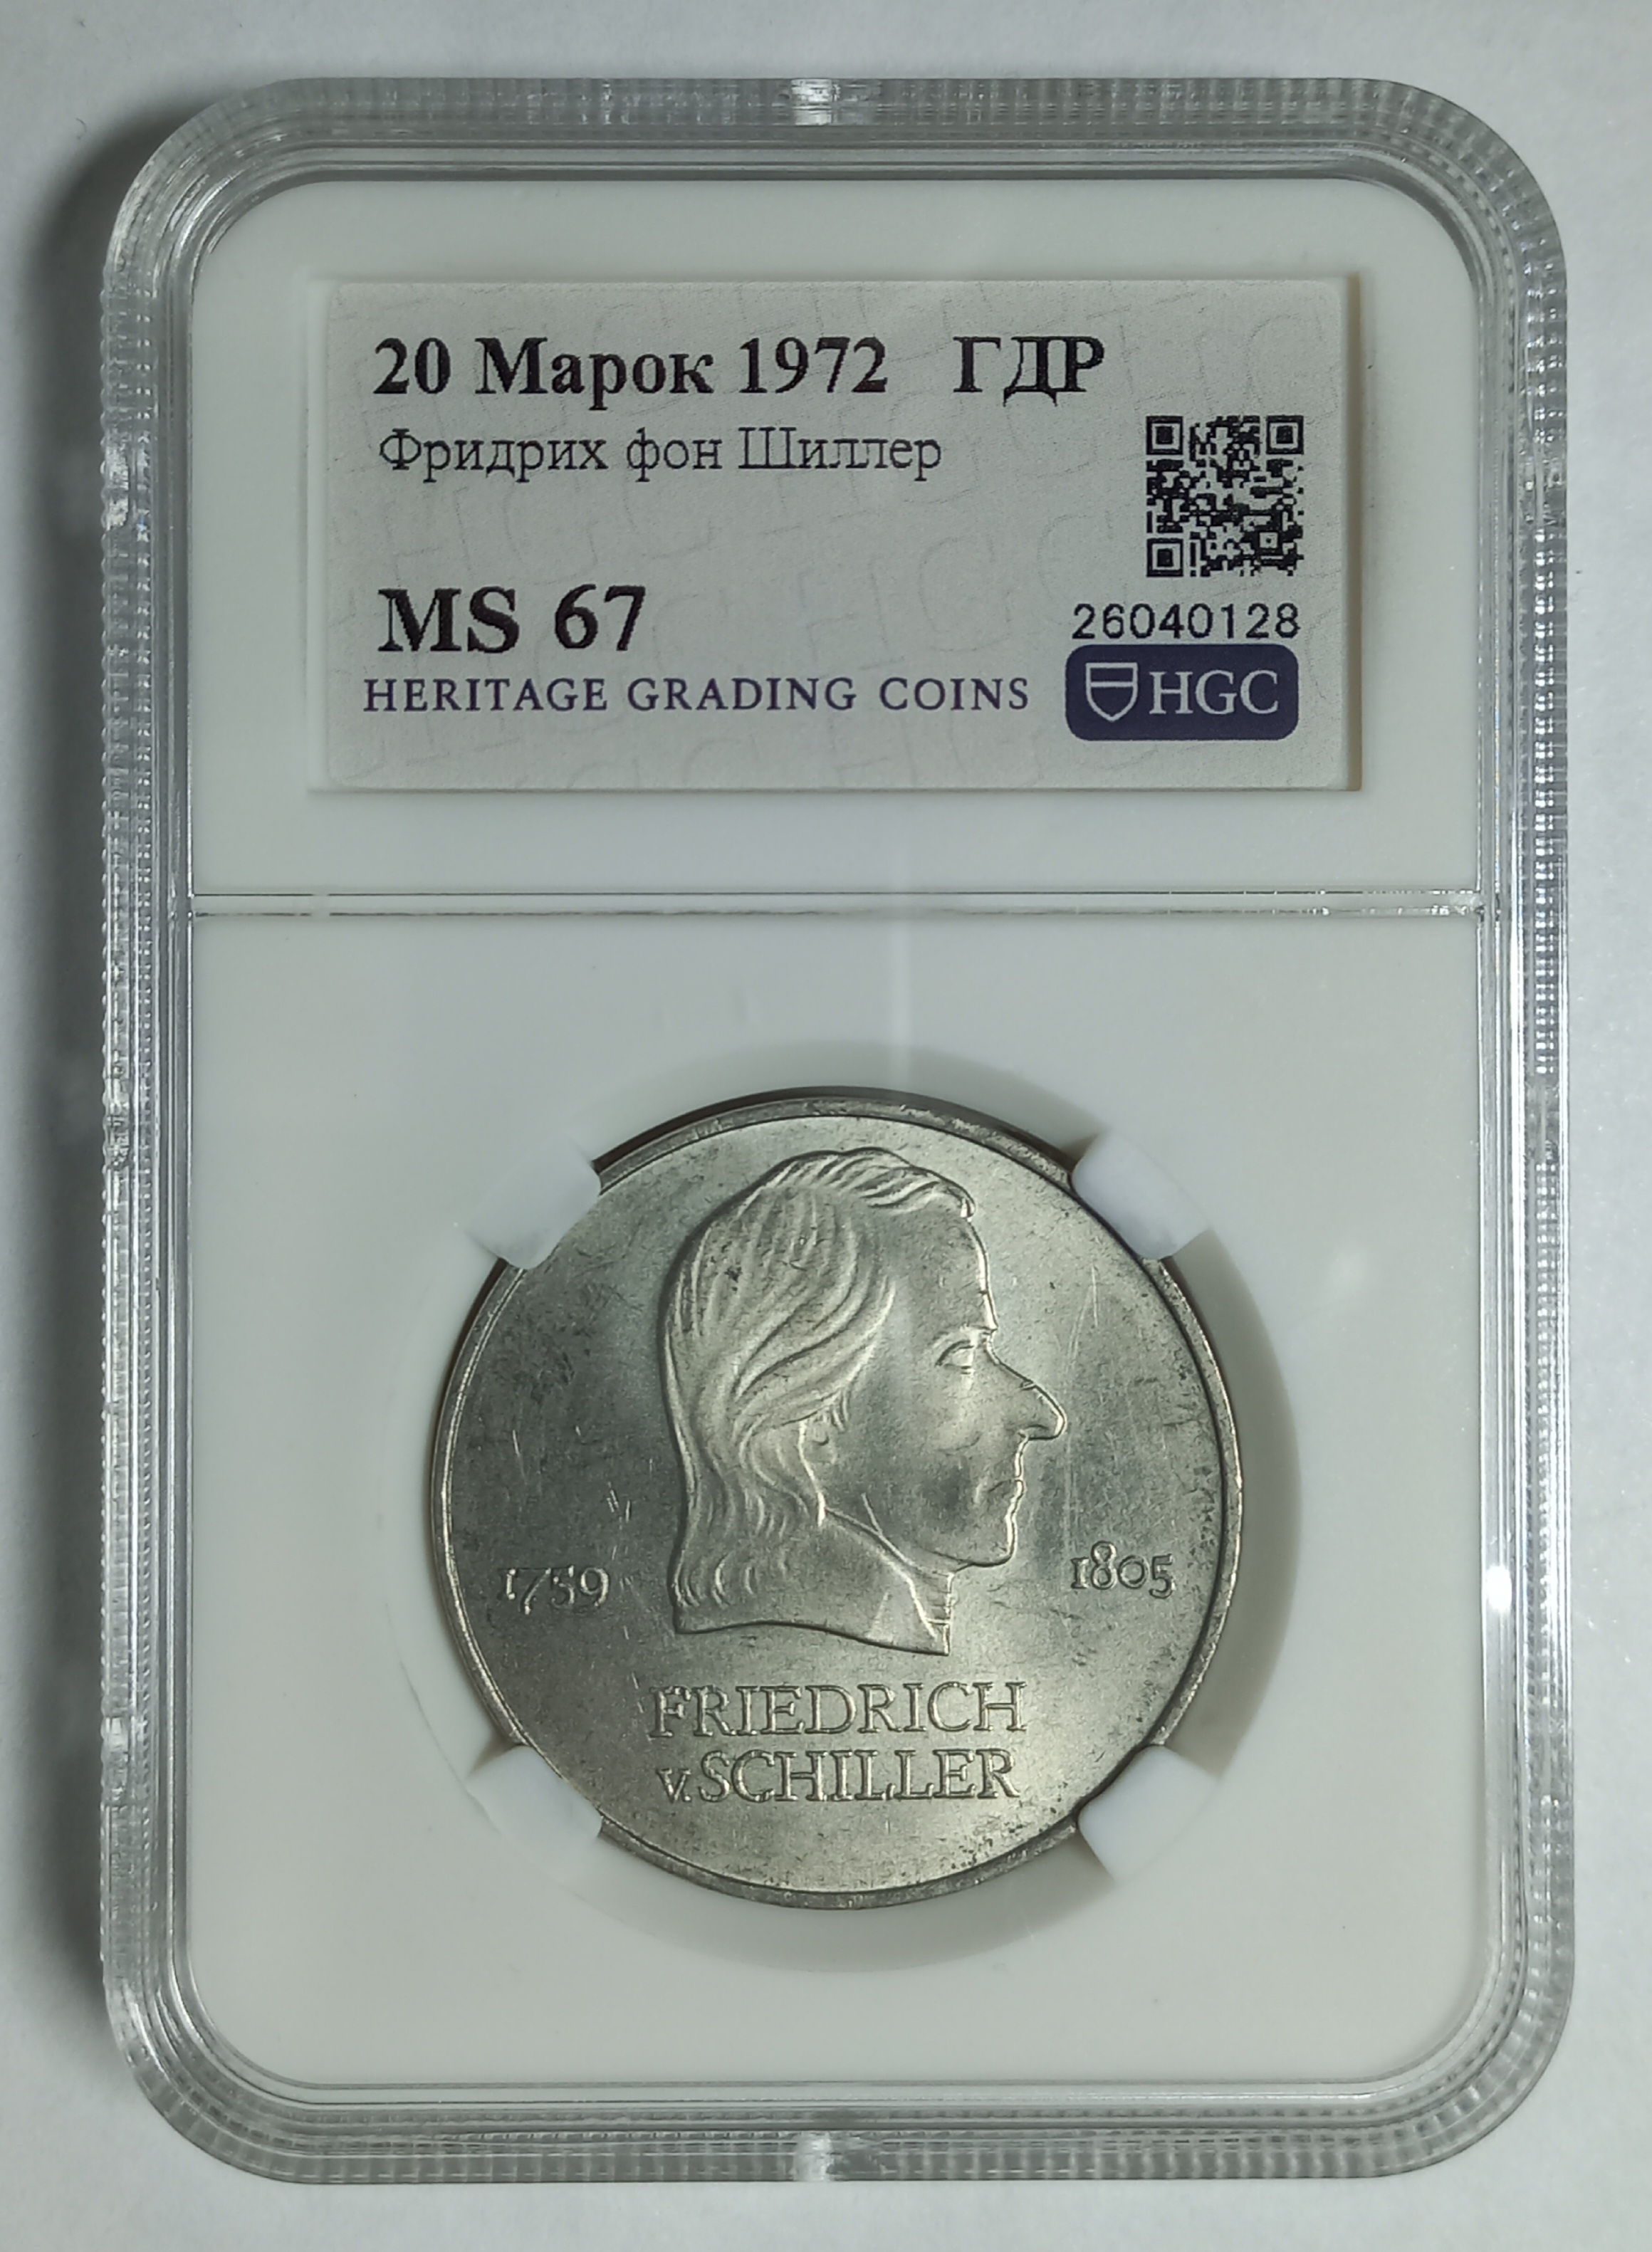 20 Марок 1972 ГДР
Фридрих фон Шиллер
MS 67
26040128
HERITAGE GRADING COINS
HGC
1759
1805
FRIEDRICH
v. SCHILLER